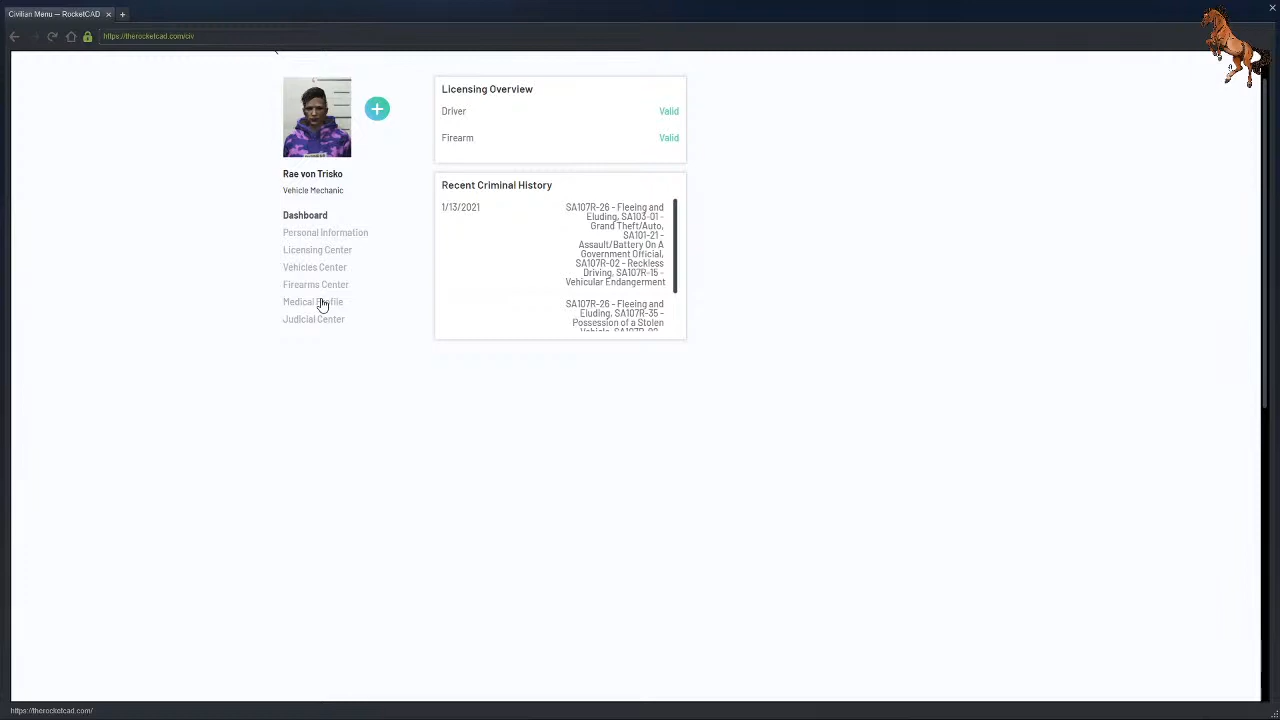 Civilian Menu — RocketCAD
https://therocketcad.com/civ
Rae von Trisko
Vehicle Mechanic
Dashboard
Personal Information
Licensing Center
Vehicles Center
Firearms Center
Medical Profile
Judicial Center
Licensing Overview
Driver Valid
Firearm Valid
Recent Criminal History
1/13/2021 SA107R-26 - Fleeing and
Eluding, SA103-01 -
Grand Theft/Auto,
SA101-21 -
Assault/Battery On A
Government Official,
SA107R-02 - Reckless
Driving, SA107R-15 -
Vehicular Endangerment
SA107R-26 - Fleeing and
Eluding, SA107R-35 -
Possession of a Stolen
https://therocketcad.com/